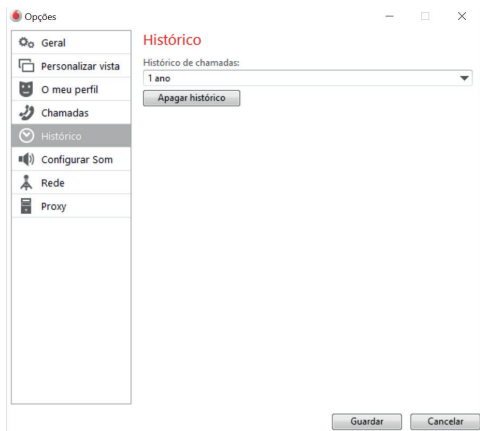 Opções
Geral
Personalizar vista
O meu perfil
Chamadas
Histórico
Configurar Som
Rede
Proxy
Histórico
Histórico de chamadas:
1 ano
Apagar histórico
Guardar
Cancelar